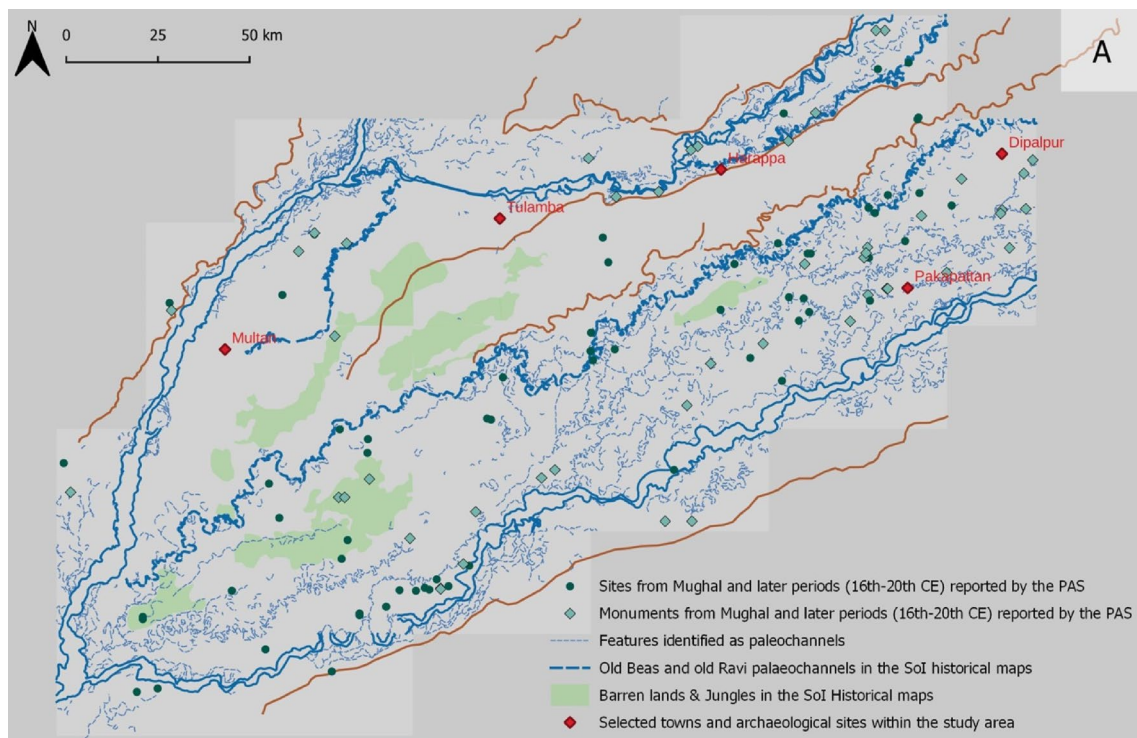 N
0 25 50 km
A
Dipalpur
Harappa
Tulamba
Pakapattan
Multan
Sites from Mughal and later periods (16th-20th CE) reported by the PAS
Monuments from Mughal and later periods (16th-20th CE) reported by the PAS
Features identified as paleochannels
Old Beas and old Ravi palaeochannels in the SoI historical maps
Barren lands & Jungles in the SoI Historical maps
Selected towns and archaeological sites within the study area